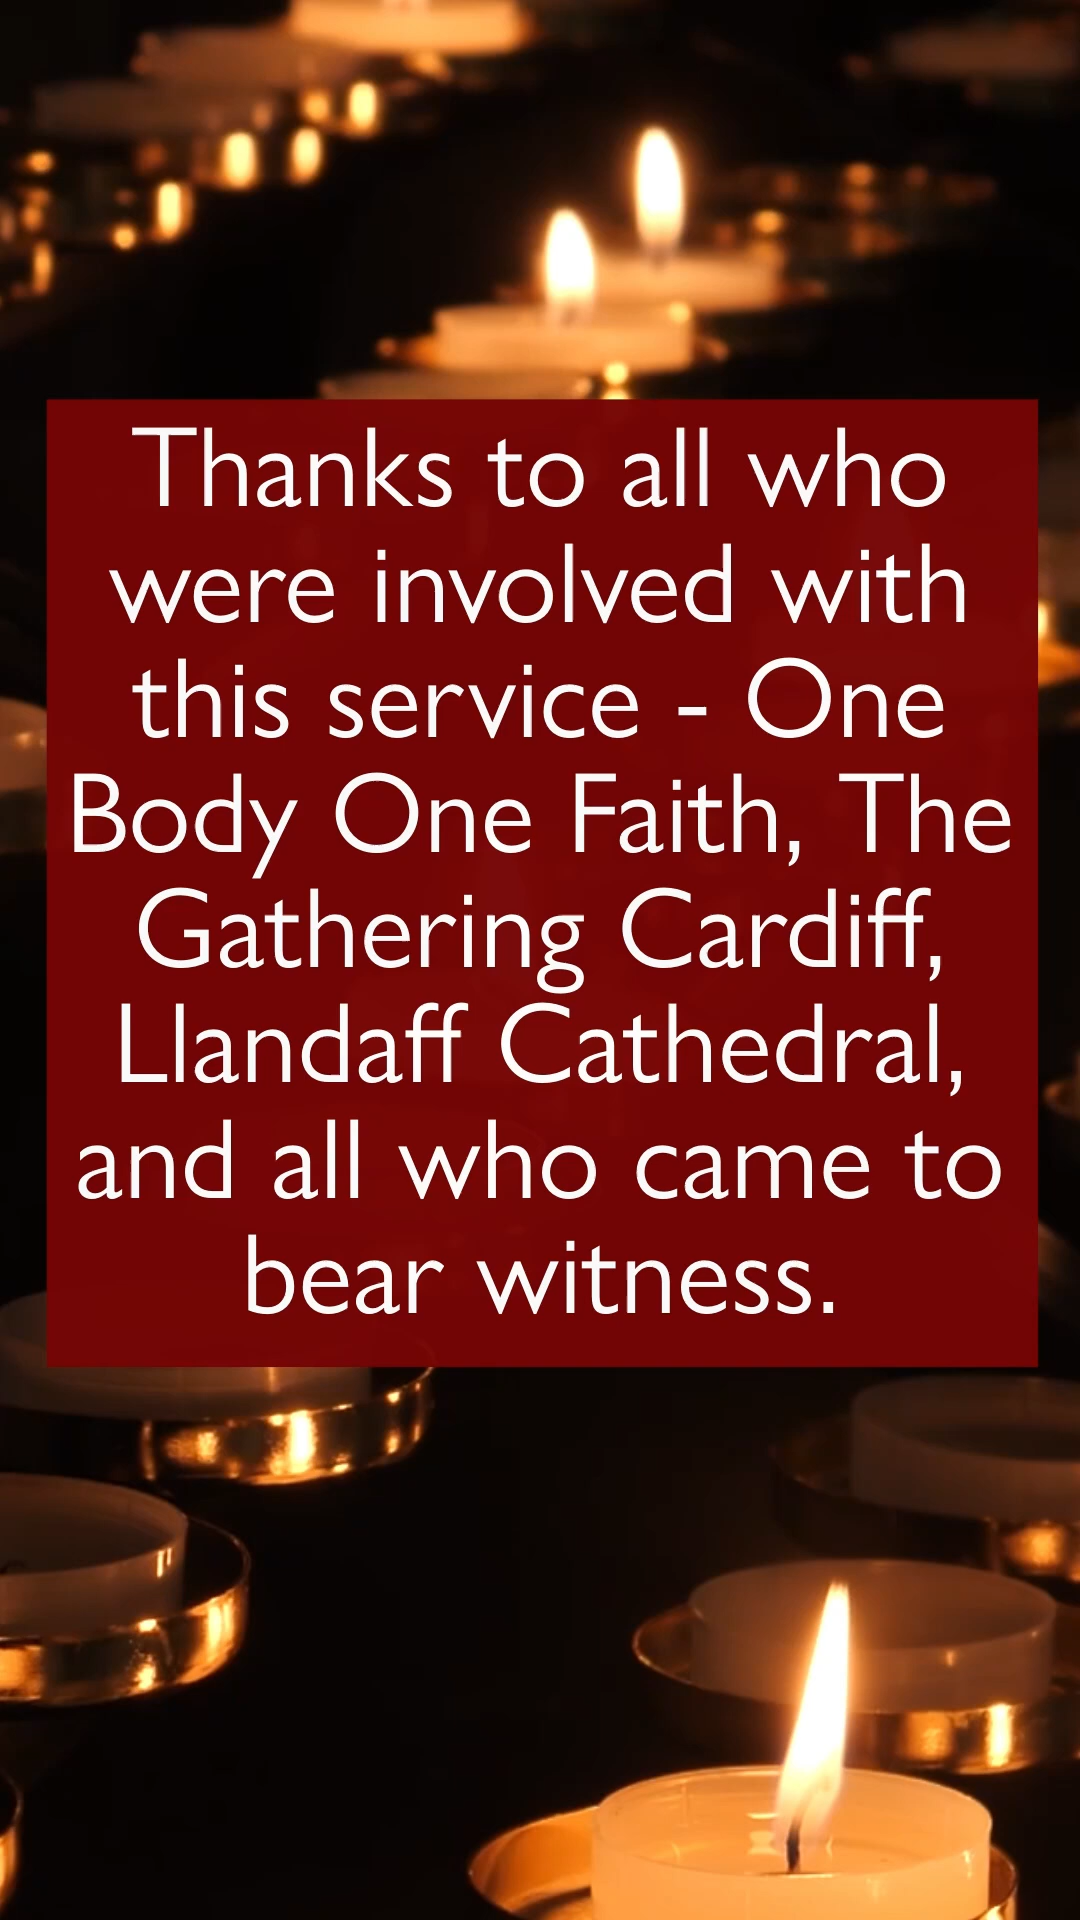 Thanks to all who
were involved with
this service - One
Body One Faith, The
Gathering Cardiff,
Llandaff Cathedral,
and all who came to
bear witness.